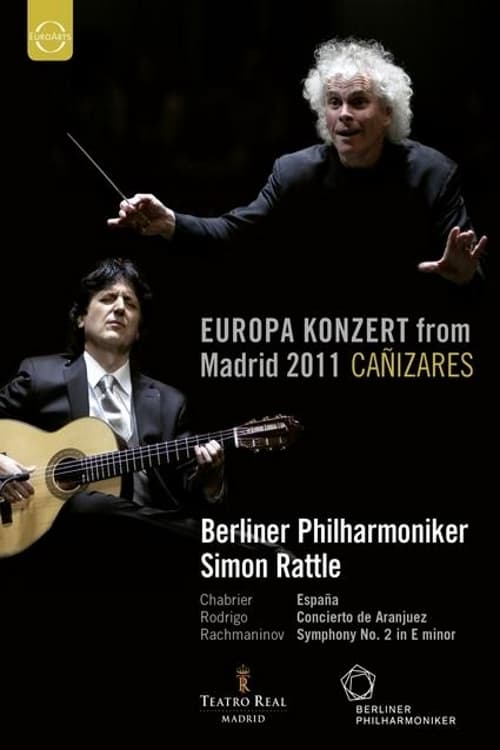 EUROARTS
EUROPA KONZERT from
Madrid 2011 CAÑIZARES
Berliner Philharmoniker
Simon Rattle
Chabrier España
Rodrigo Concierto de Aranjuez
Rachmaninov Symphony No. 2 in E minor
TEATRO REAL
MADRID
BERLINER
PHILHARMONIKER